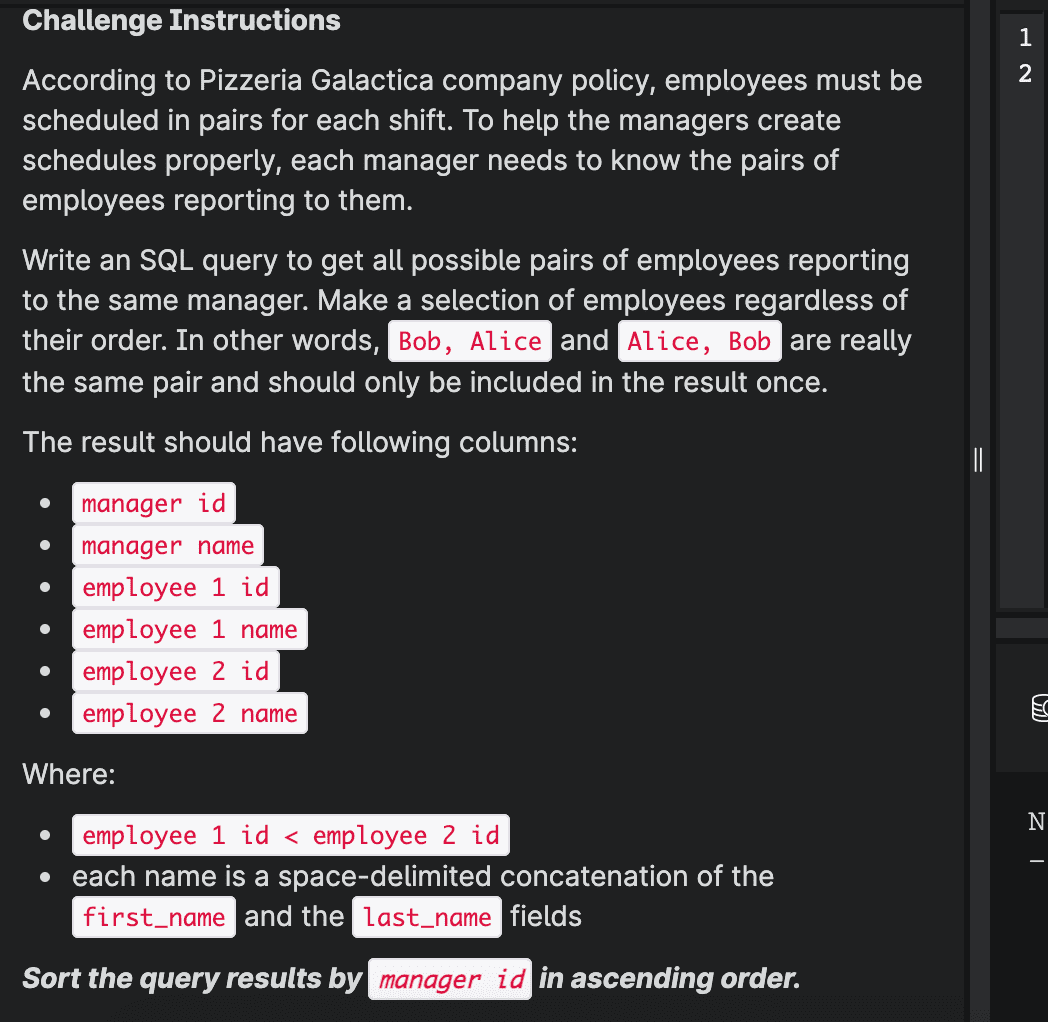 Challenge Instructions
According to Pizzeria Galactica company policy, employees must be
scheduled in pairs for each shift. To help the managers create
schedules properly, each manager needs to know the pairs of
employees reporting to them.
Write an SQL query to get all possible pairs of employees reporting
to the same manager. Make a selection of employees regardless of
their order. In other words, Bob, Alice and Alice, Bob are really
the same pair and should only be included in the result once.
The result should have following columns:
manager id
manager name
employee 1 id
employee 1 name
employee 2 id
employee 2 name
Where:
employee 1 id < employee 2 id
each name is a space-delimited concatenation of the
first_name and the last_name fields
Sort the query results by manager id in ascending order.
1
2
N